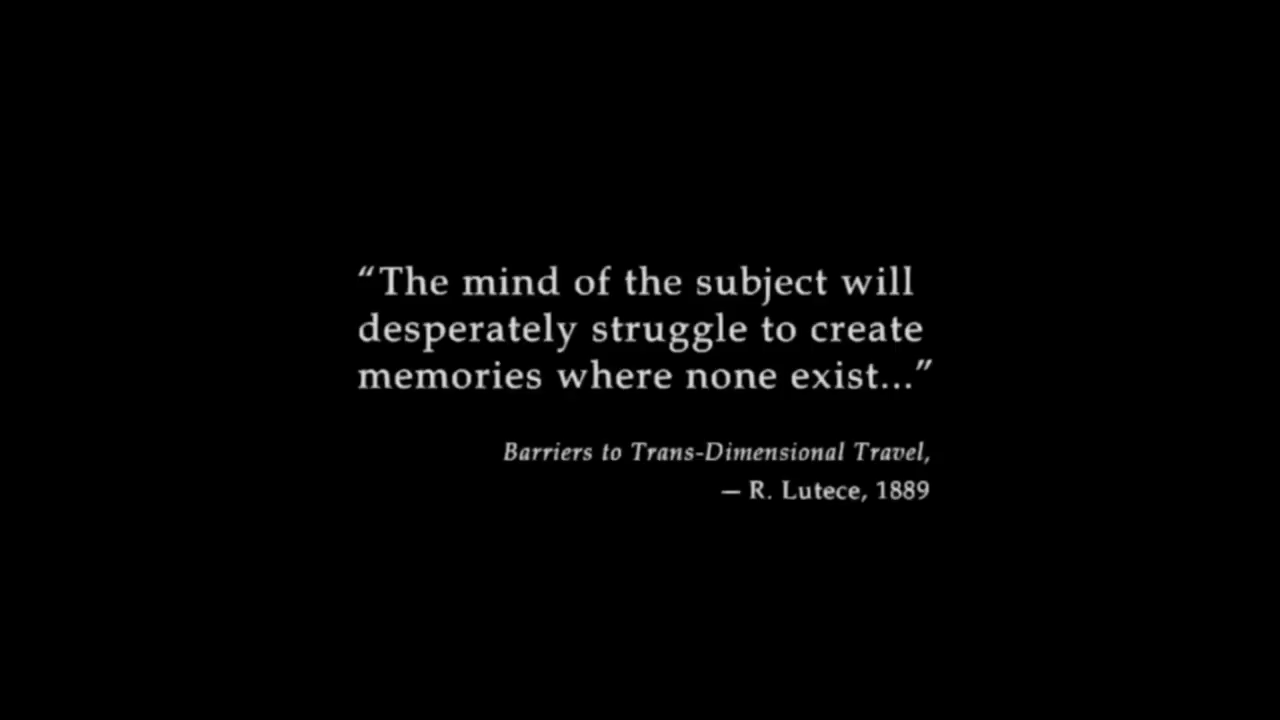 “The mind of the subject will
desperately struggle to create
memories where none exist...”
Barriers to Trans-Dimensional Travel,
— R. Lutece, 1889